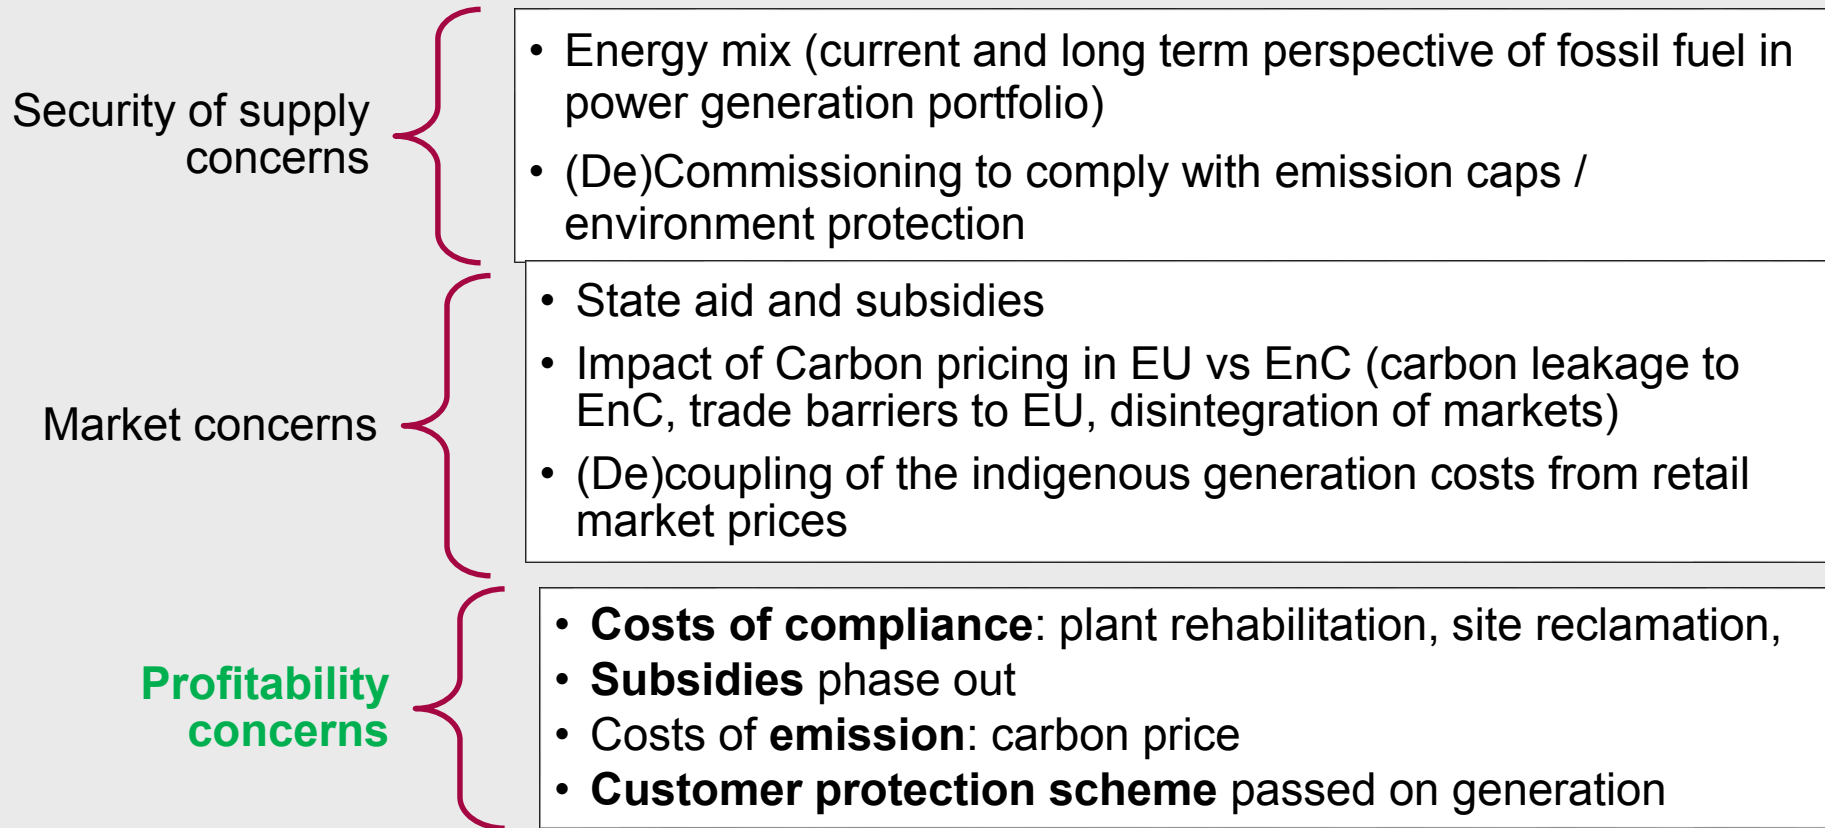 Security of supply
concerns
• Energy mix (current and long term perspective of fossil fuel in
power generation portfolio)
• (De)Commissioning to comply with emission caps /
environment protection
Market concerns
• State aid and subsidies
• Impact of Carbon pricing in EU vs EnC (carbon leakage to
EnC, trade barriers to EU, disintegration of markets)
• (De)coupling of the indigenous generation costs from retail
market prices
Profitability
concerns
• Costs of compliance: plant rehabilitation, site reclamation,
• Subsidies phase out
• Costs of emission: carbon price
• Customer protection scheme passed on generation